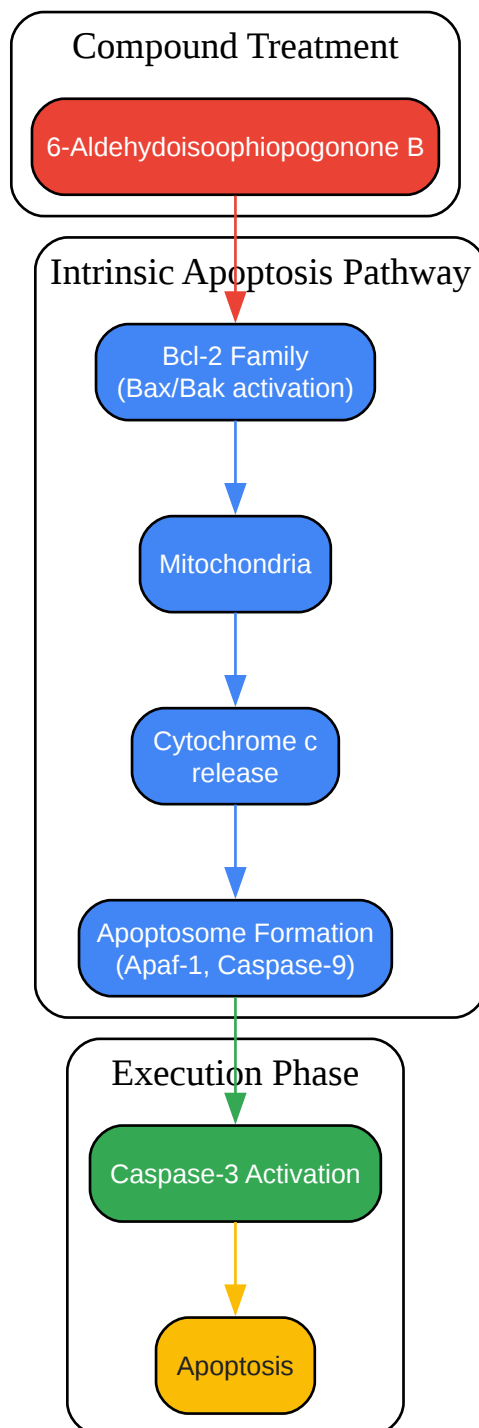 Compound Treatment
6-Aldehydoisoophiopogonone B
Intrinsic Apoptosis Pathway
Bcl-2 Family
(Bax/Bak activation)
Mitochondria
Cytochrome c
release
Apoptosome Formation
(Apaf-1, Caspase-9)
Execution Phase
Caspase-3 Activation
Apoptosis